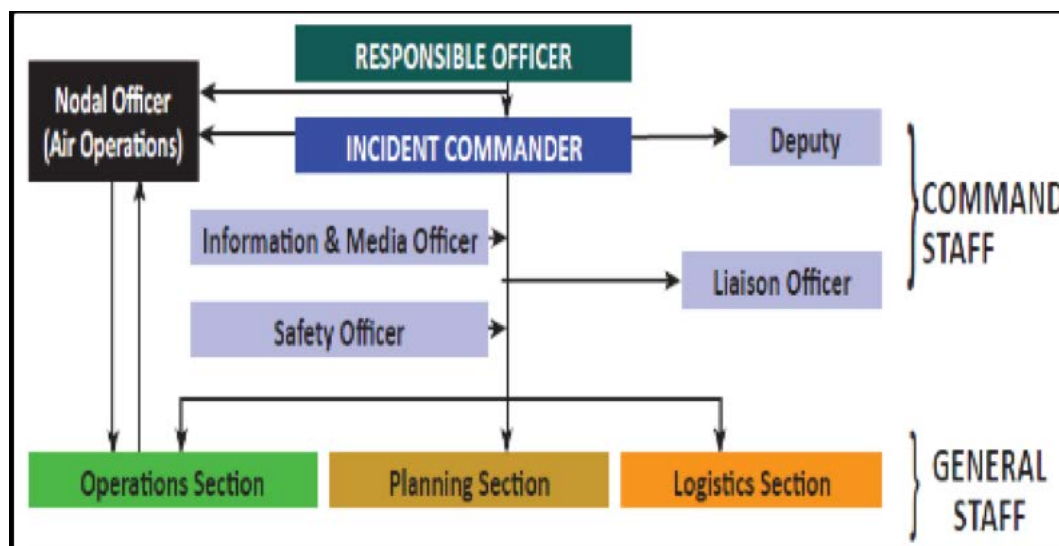 RESPONSIBLE OFFICER
Nodal Officer
(Air Operations)
INCIDENT COMMANDER
Deputy
Information & Media Officer
COMMAND
STAFF
Liaison Officer
Safety Officer
Operations Section
Planning Section
Logistics Section
GENERAL
STAFF